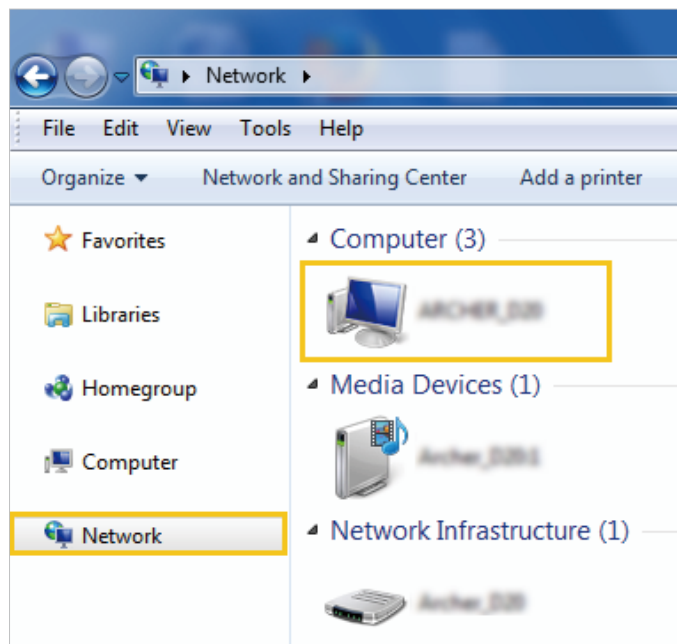 Network
File Edit View Tools Help
Organize Network and Sharing Center Add a printer
Favorites
Libraries
Homegroup
Computer
Network
Computer (3)
Media Devices (1)
Network Infrastructure (1)